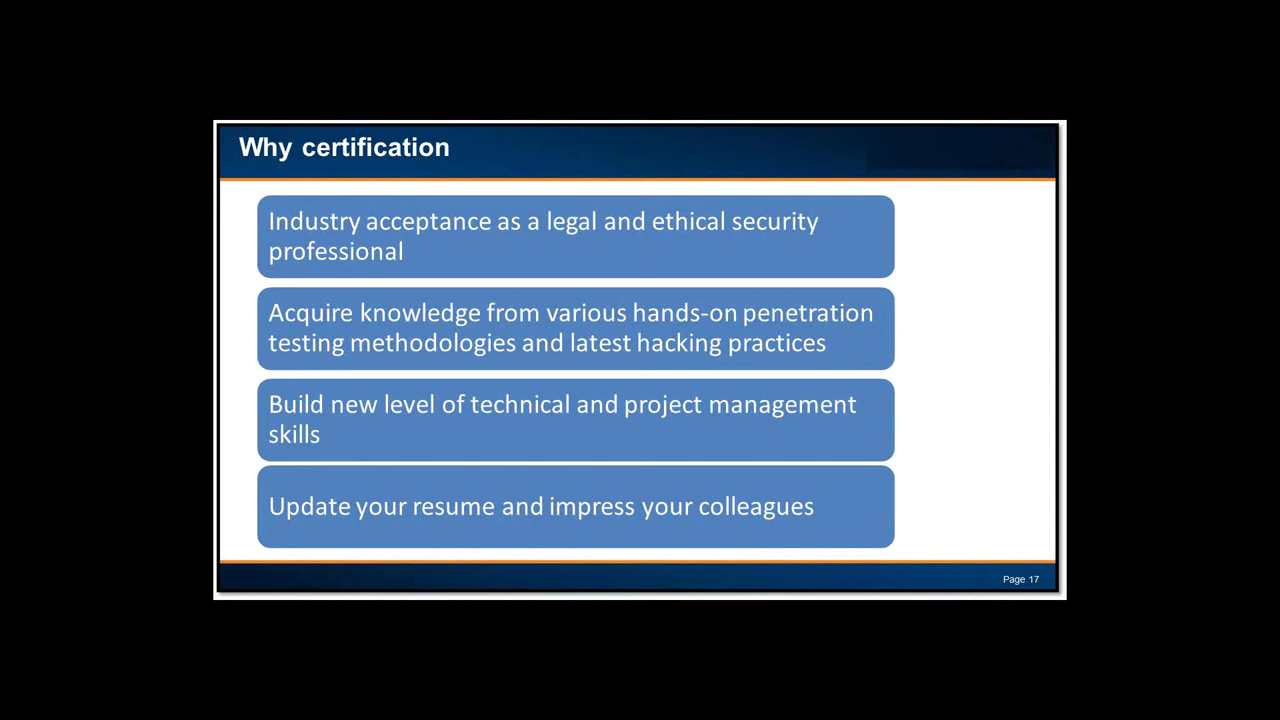 Why certification
Industry acceptance as a legal and ethical security
professional
Acquire knowledge from various hands-on penetration
testing methodologies and latest hacking practices
Build new level of technical and project management
skills
Update your resume and impress your colleagues
Page 17